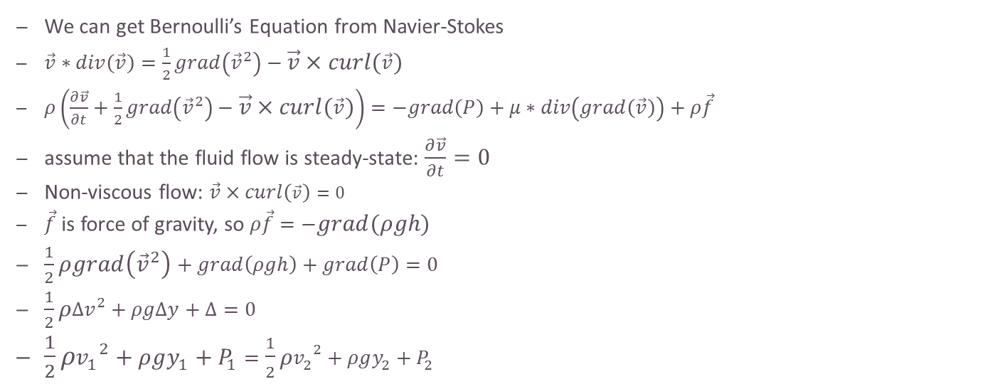 – We can get Bernoulli's Equation from Navier-Stokes
– $\vec{v} * div(\vec{v}) = \frac{1}{2} grad(\vec{v}^2) - \vec{v} \times curl(\vec{v})$
– $\rho \left( \frac{\partial \vec{v}}{\partial t} + \frac{1}{2} grad(\vec{v}^2) - \vec{v} \times curl(\vec{v}) \right) = -grad(P) + \mu * div(grad(\vec{v})) + \rho \vec{f}$
– assume that the fluid flow is steady-state: $\frac{\partial \vec{v}}{\partial t} = 0$
– Non-viscous flow: $\vec{v} \times curl(\vec{v}) = 0$
– $\vec{f}$ is force of gravity, so $\rho \vec{f} = -grad(\rho g h)$
– $\frac{1}{2} \rho grad(\vec{v}^2) + grad(\rho g h) + grad(P) = 0$
– $\frac{1}{2} \rho \Delta v^2 + \rho g \Delta y + \Delta = 0$
– $\frac{1}{2} \rho {v_1}^2 + \rho g y_1 + P_1 = \frac{1}{2} \rho {v_2}^2 + \rho g y_2 + P_2$